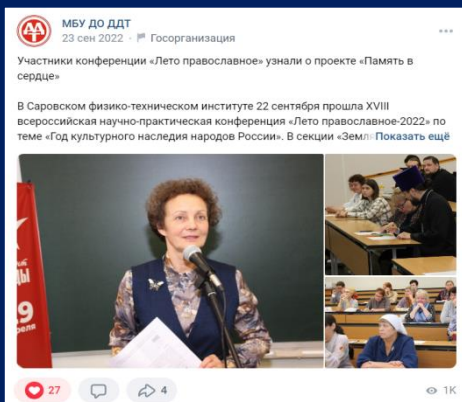 МБУ ДО ДДТ
23 сен 2022 · Госорганизация
Участники конференции «Лето православное» узнали о проекте «Память в
сердце»
В Саровском физико-техническом институте 22 сентября прошла XVIII
всероссийская научно-практическая конференция «Лето православное-2022» по
теме «Год культурного наследия народов России». В секции «Земл Показать ещё
27
4
1K